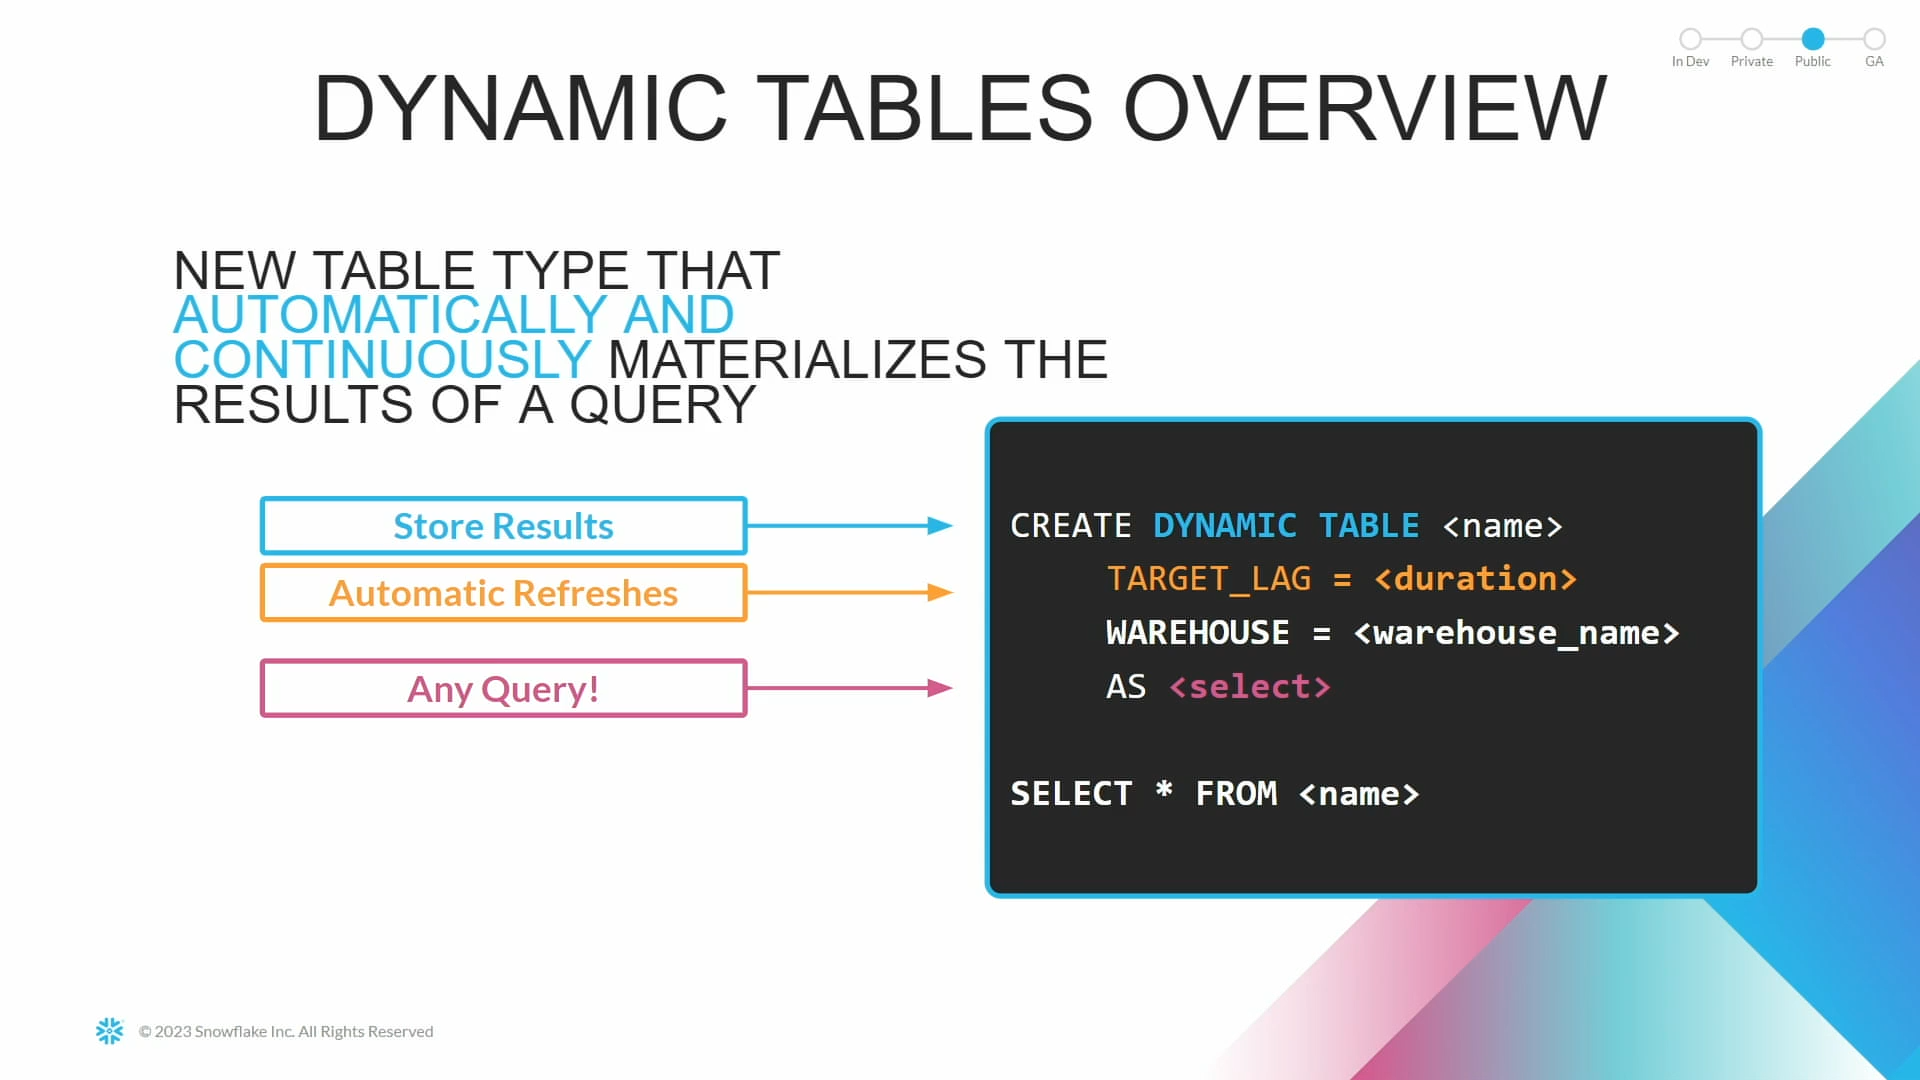 In Dev
Private
Public
GA
DYNAMIC TABLES OVERVIEW
NEW TABLE TYPE THAT
AUTOMATICALLY AND
CONTINUOUSLY MATERIALIZES THE
RESULTS OF A QUERY
Store Results
Automatic Refreshes
Any Query!
CREATE DYNAMIC TABLE <name>
TARGET_LAG = <duration>
WAREHOUSE = <warehouse_name>
AS <select>
SELECT * FROM <name>
© 2023 Snowflake Inc. All Rights Reserved